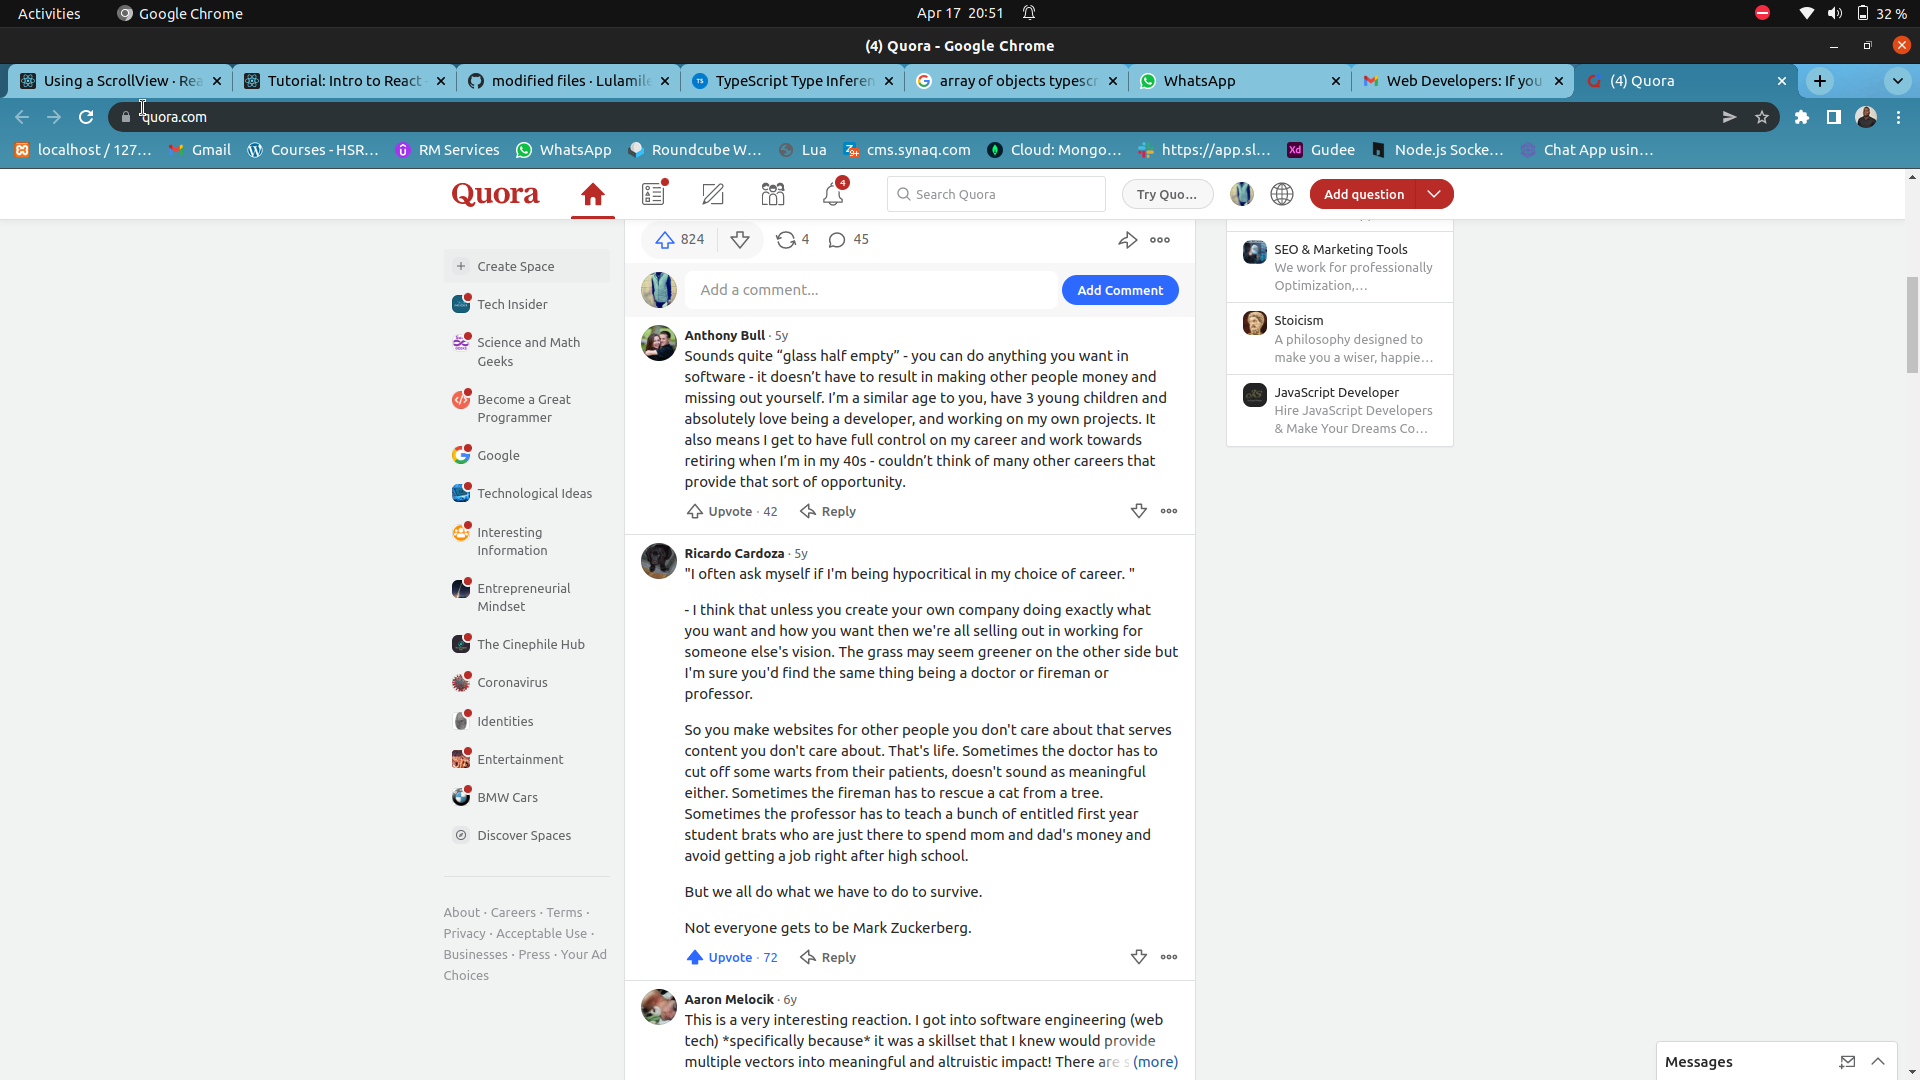 Activities
Google Chrome
Apr 17 20:51
32 %
(4) Quora - Google Chrome
Using a ScrollView · Rea
Tutorial: Intro to React
modified files · Lulamile
TypeScript Type Inferen
array of objects typescr
WhatsApp
Web Developers: If you
(4) Quora
quora.com
localhost / 127...
Gmail
Courses - HSR...
RM Services
WhatsApp
Roundcube W...
Lua
cms.synaq.com
Cloud: Mongo...
https://app.sl...
Gudee
Node.js Socke...
Chat App usin...
Quora
4
Search Quora
Try Quo...
Add question
824
4
45
Add a comment...
Add Comment
Create Space
Tech Insider
Science and Math
Geeks
Become a Great
Programmer
Google
Technological Ideas
Interesting
Information
Entrepreneurial
Mindset
The Cinephile Hub
Coronavirus
Identities
Entertainment
BMW Cars
Discover Spaces
About · Careers · Terms ·
Privacy · Acceptable Use ·
Businesses · Press · Your Ad
Choices
Anthony Bull · 5y
Sounds quite “glass half empty” - you can do anything you want in
software - it doesn’t have to result in making other people money and
missing out yourself. I’m a similar age to you, have 3 young children and
absolutely love being a developer, and working on my own projects. It
also means I get to have full control on my career and work towards
retiring when I’m in my 40s - couldn’t think of many other careers that
provide that sort of opportunity.
Upvote · 42
Reply
Ricardo Cardoza · 5y
"I often ask myself if I'm being hypocritical in my choice of career. "
- I think that unless you create your own company doing exactly what
you want and how you want then we're all selling out in working for
someone else's vision. The grass may seem greener on the other side but
I'm sure you'd find the same thing being a doctor or fireman or
professor.
So you make websites for other people you don't care about that serves
content you don't care about. That's life. Sometimes the doctor has to
cut off some warts from their patients, doesn't sound as meaningful
either. Sometimes the fireman has to rescue a cat from a tree.
Sometimes the professor has to teach a bunch of entitled first year
student brats who are just there to spend mom and dad's money and
avoid getting a job right after high school.
But we all do what we have to do to survive.
Not everyone gets to be Mark Zuckerberg.
Upvote · 72
Reply
Aaron Melocik · 6y
This is a very interesting reaction. I got into software engineering (web
tech) *specifically because* it was a skillset that I knew would provide
multiple vectors into meaningful and altruistic impact! There are s (more)
SEO & Marketing Tools
We work for professionally
Optimization,...
Stoicism
A philosophy designed to
make you a wiser, happie...
JavaScript Developer
Hire JavaScript Developers
& Make Your Dreams Co...
Messages